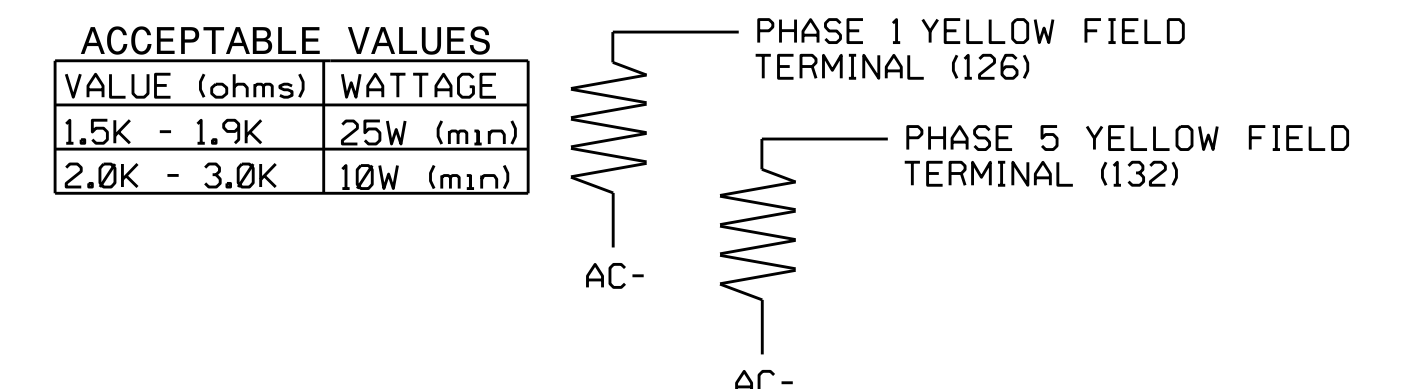 ACCEPTABLE VALUES
VALUE (ohms) WATTAGE
1.5K - 1.9K 25W (min)
2.0K - 3.0K 10W (min)
PHASE 1 YELLOW FIELD
TERMINAL (126)
AC-
PHASE 5 YELLOW FIELD
TERMINAL (132)
AC-